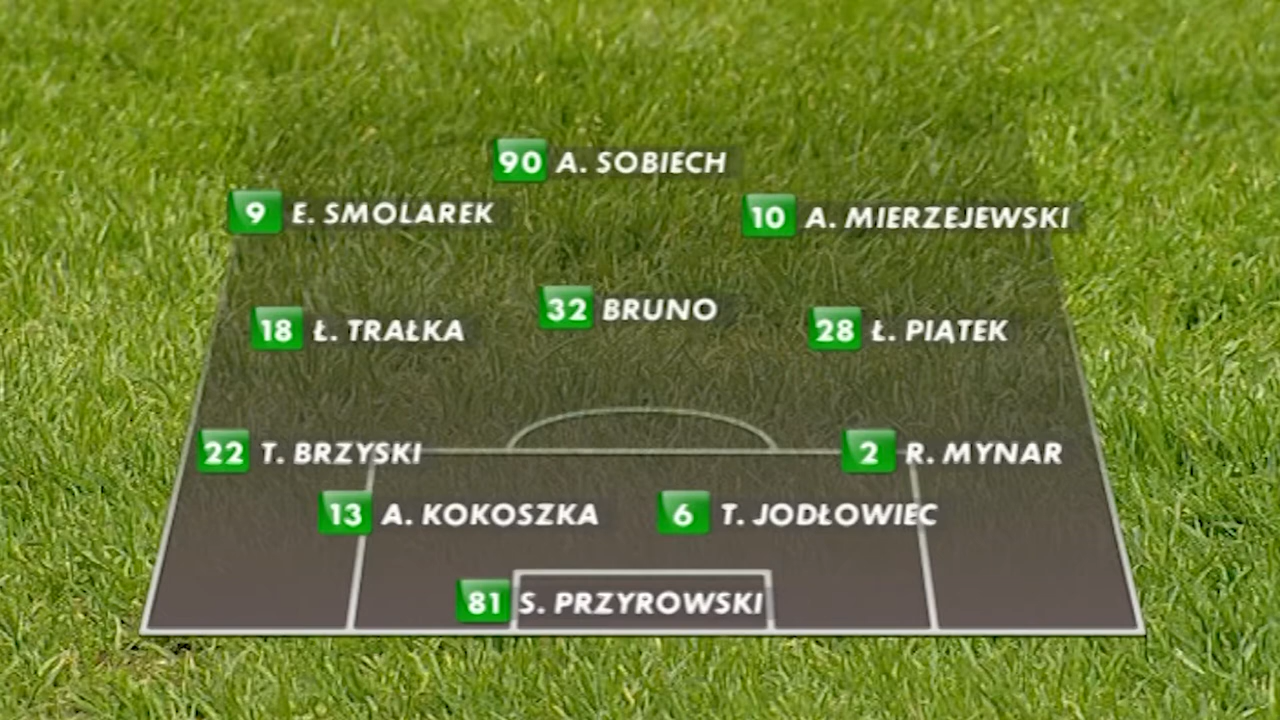 90 A. SOBIECH
9 E. SMOLAREK
10 A. MIERZEJEWSKI
32 BRUNO
18 Ł. TRAŁKA
28 Ł. PIĄTEK
22 T. BRZYSKI
2 R. MYNAR
13 A. KOKOSZKA
6 T. JODŁOWIEC
81 S. PRZYROWSKI